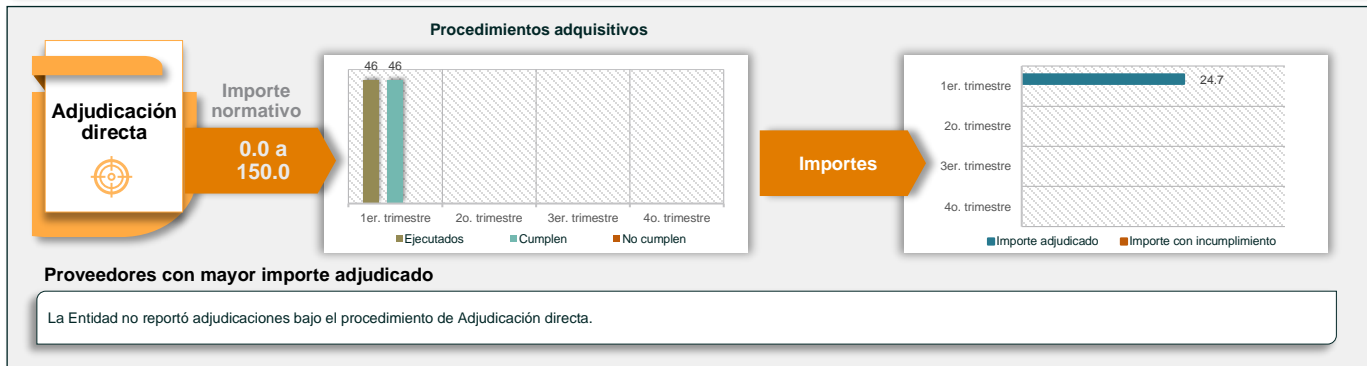 Procedimientos adquisitivos
Adjudicación
directa
Importe
normativo
0.0 a
150.0
46 46
1er. trimestre 2o. trimestre 3er. trimestre 4o. trimestre
Ejecutados Cumplen No cumplen
Importes
1er. trimestre 24.7
2o. trimestre
3er. trimestre
4o. trimestre
Importe adjudicado Importe con incumplimiento
Proveedores con mayor importe adjudicado
La Entidad no reportó adjudicaciones bajo el procedimiento de Adjudicación directa.